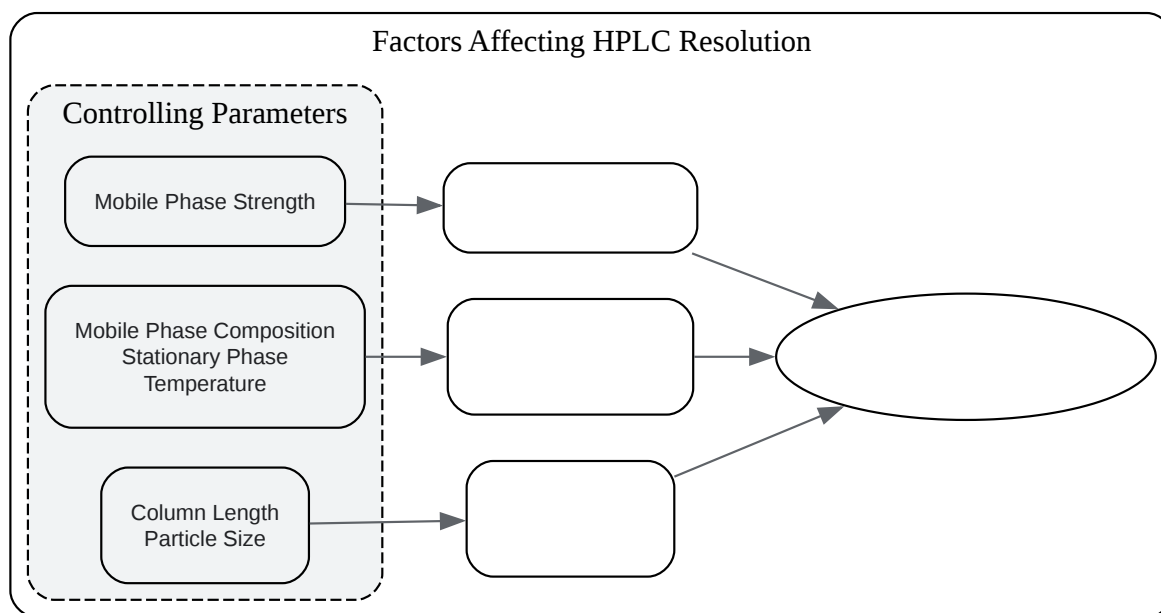 Factors Affecting HPLC Resolution
Controlling Parameters
Mobile Phase Strength
Mobile Phase Composition
Stationary Phase
Temperature
Column Length
Particle Size